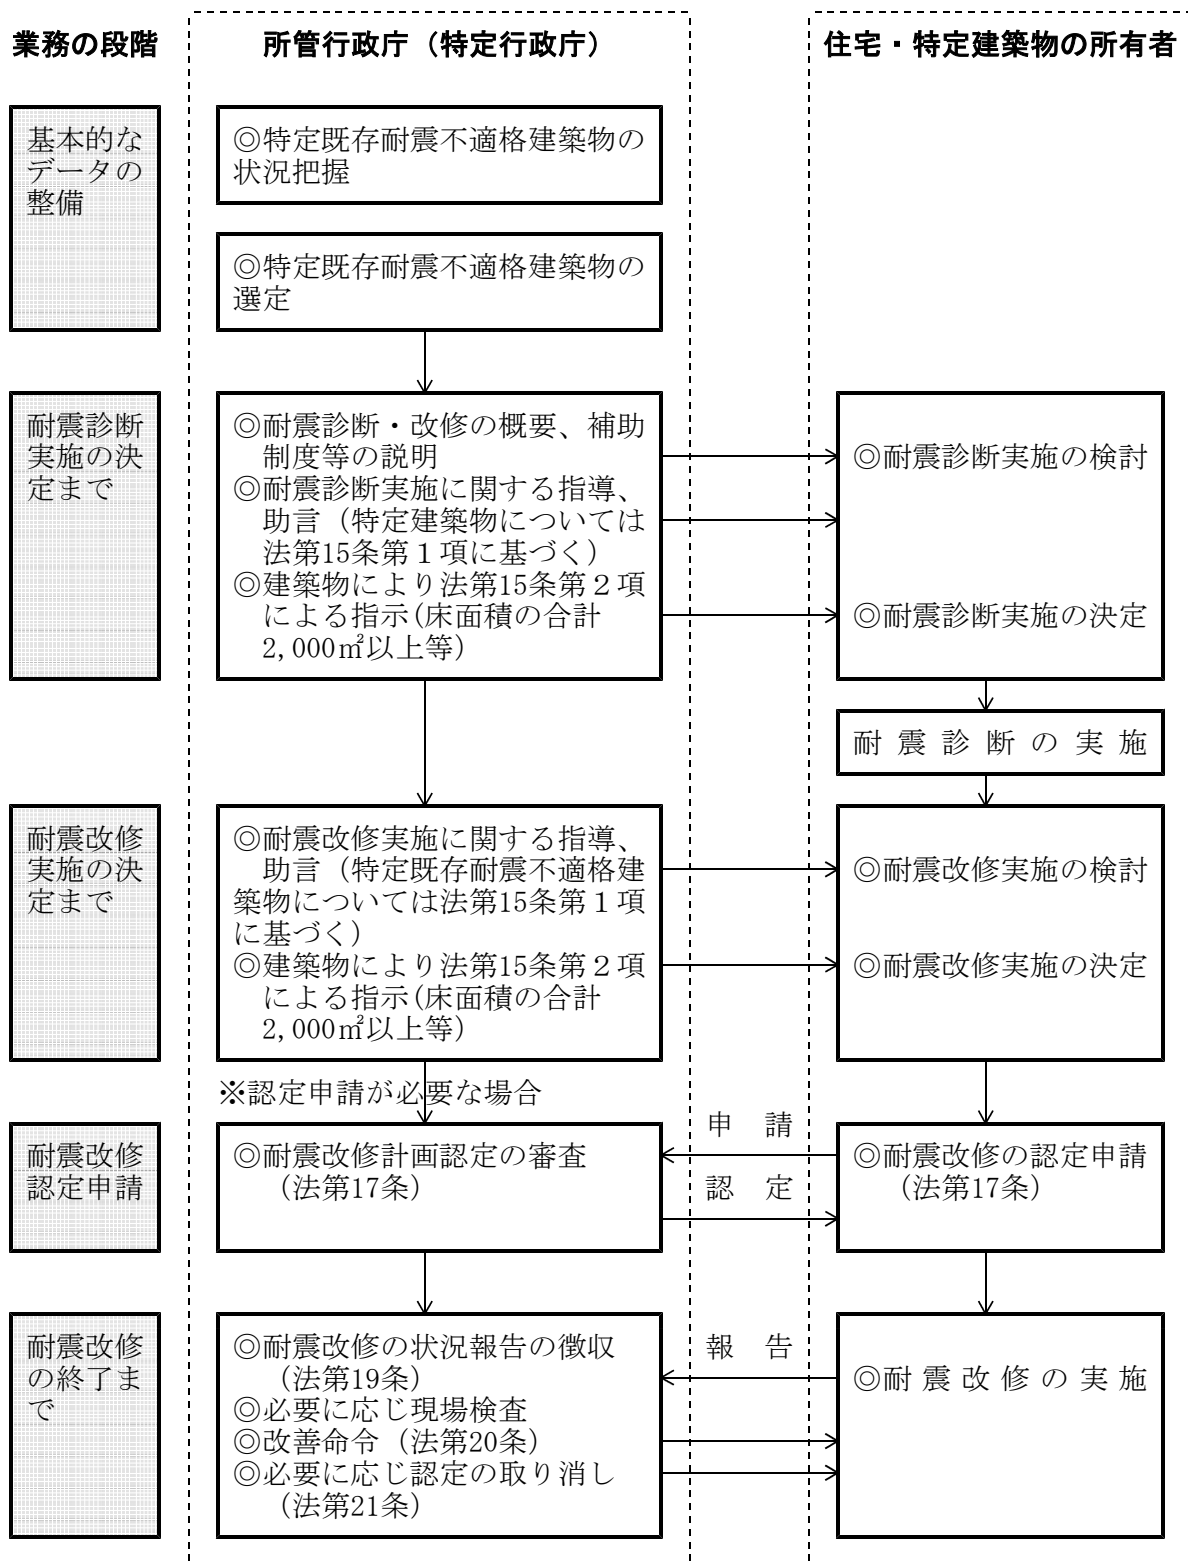 業務の段階
所管行政庁（特定行政庁）
住宅・特定建築物の所有者
基本的な
データの
整備
◎特定既存耐震不適格建築物の
状況把握
◎特定既存耐震不適格建築物の
選定
耐震診断
実施の決
定まで
◎耐震診断・改修の概要、補助
制度等の説明
◎耐震診断実施に関する指導、
助言（特定建築物については
法第15条第１項に基づく）
◎建築物により法第15条第２項
による指示(床面積の合計
2,000㎡以上等)
◎耐震診断実施の検討
◎耐震診断実施の決定
耐震診断の実施
耐震改修
実施の決
定まで
◎耐震改修実施に関する指導、
助言（特定既存耐震不適格建
築物については法第15条第１項
に基づく）
◎建築物により法第15条第２項
による指示(床面積の合計
2,000㎡以上等)
◎耐震改修実施の検討
◎耐震改修実施の決定
※認定申請が必要な場合
耐震改修
認定申請
◎耐震改修計画認定の審査
（法第17条）
申　請
認　定
◎耐震改修の認定申請
（法第17条）
耐震改修
の終了ま
で
◎耐震改修の状況報告の徴収
（法第19条）
◎必要に応じ現場検査
◎改善命令（法第20条）
◎必要に応じ認定の取り消し
（法第21条）
報　告
◎耐震改修の実施